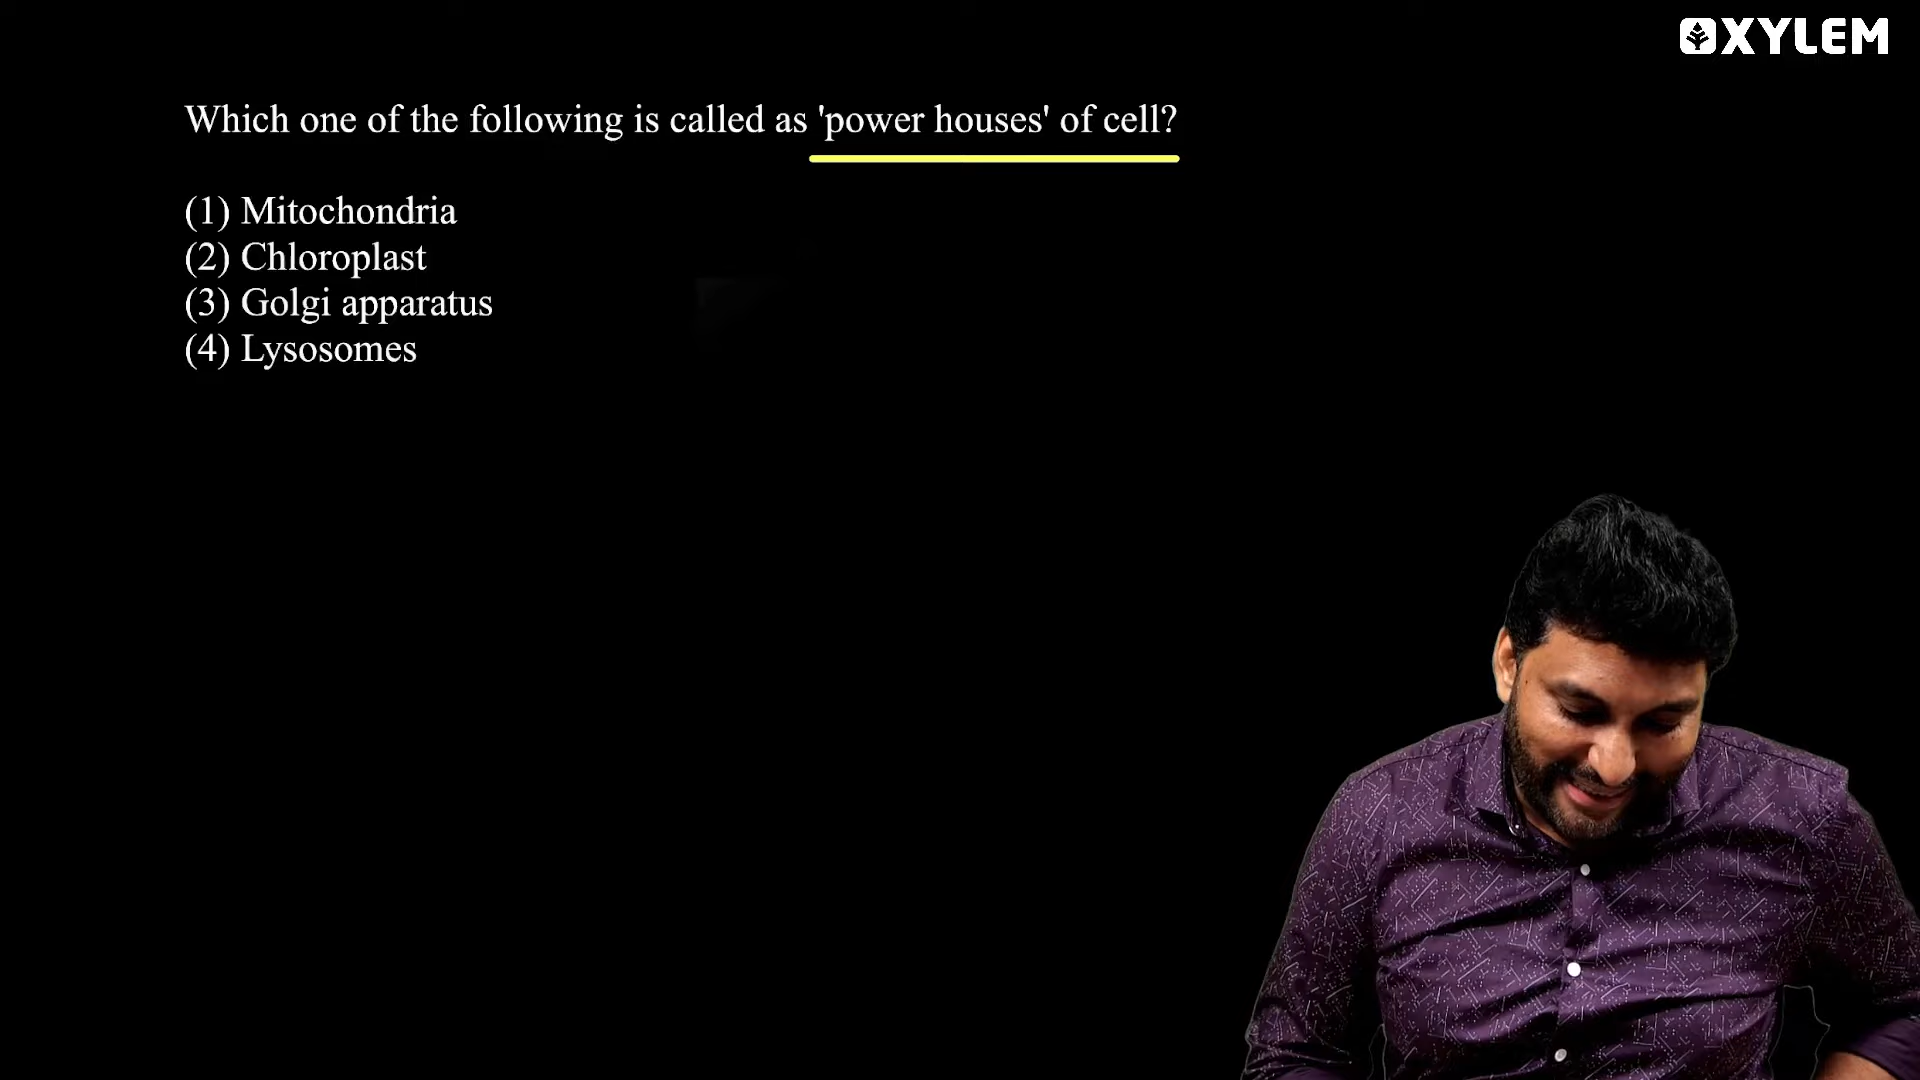 XYLEM
Which one of the following is called as 'power houses' of cell?
(1) Mitochondria
(2) Chloroplast
(3) Golgi apparatus
(4) Lysosomes